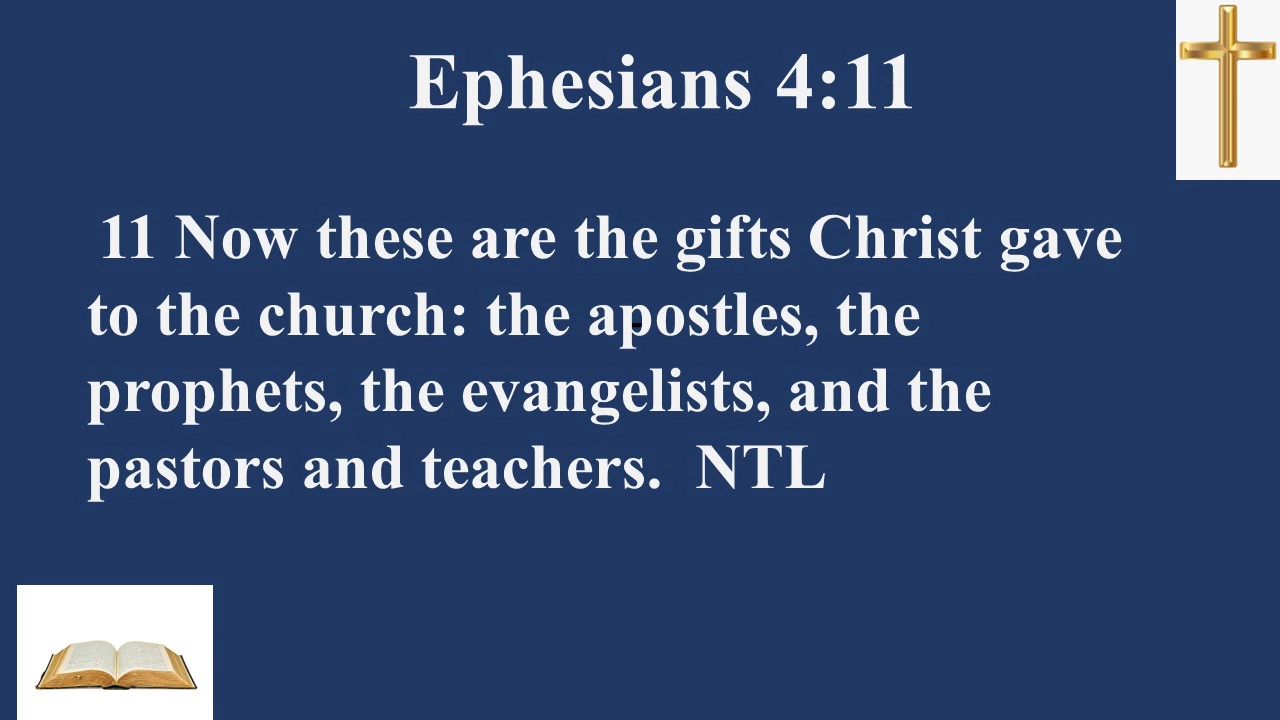 Ephesians 4:11
11 Now these are the gifts Christ gave
to the church: the apostles, the
prophets, the evangelists, and the
pastors and teachers.  NTL